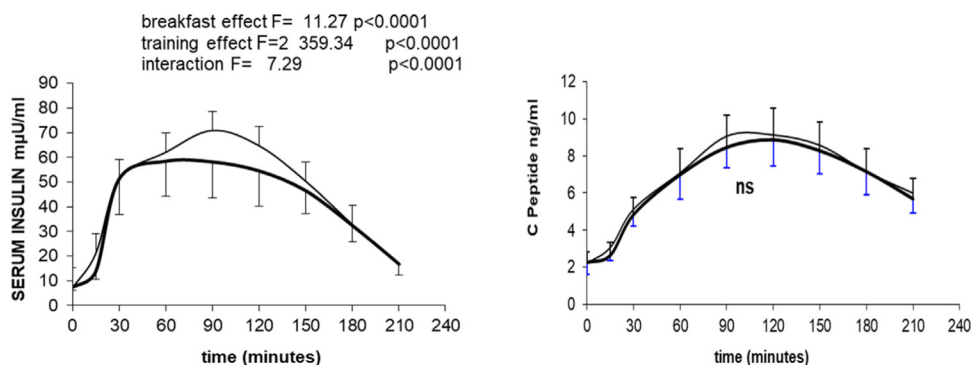 breakfast effect F= 11.27 p<0.0001
training effect F=2 359.34 p<0.0001
interaction F= 7.29 p<0.0001
SERUM INSULIN mµU/ml
90
80
70
60
50
40
30
20
10
0
0 30 60 90 120 150 180 210 240
time (minutes)
C Peptide ng/ml
12
10
8
6
4
2
0
ns
0 30 60 90 120 150 180 210 240
time (minutes)